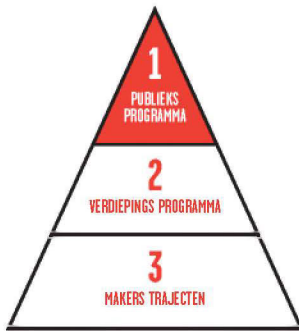 1
PUBLIEKS
PROGRAMMA
2
VERDIEPINGS PROGRAMMA
3
MAKERS TRAJECTEN